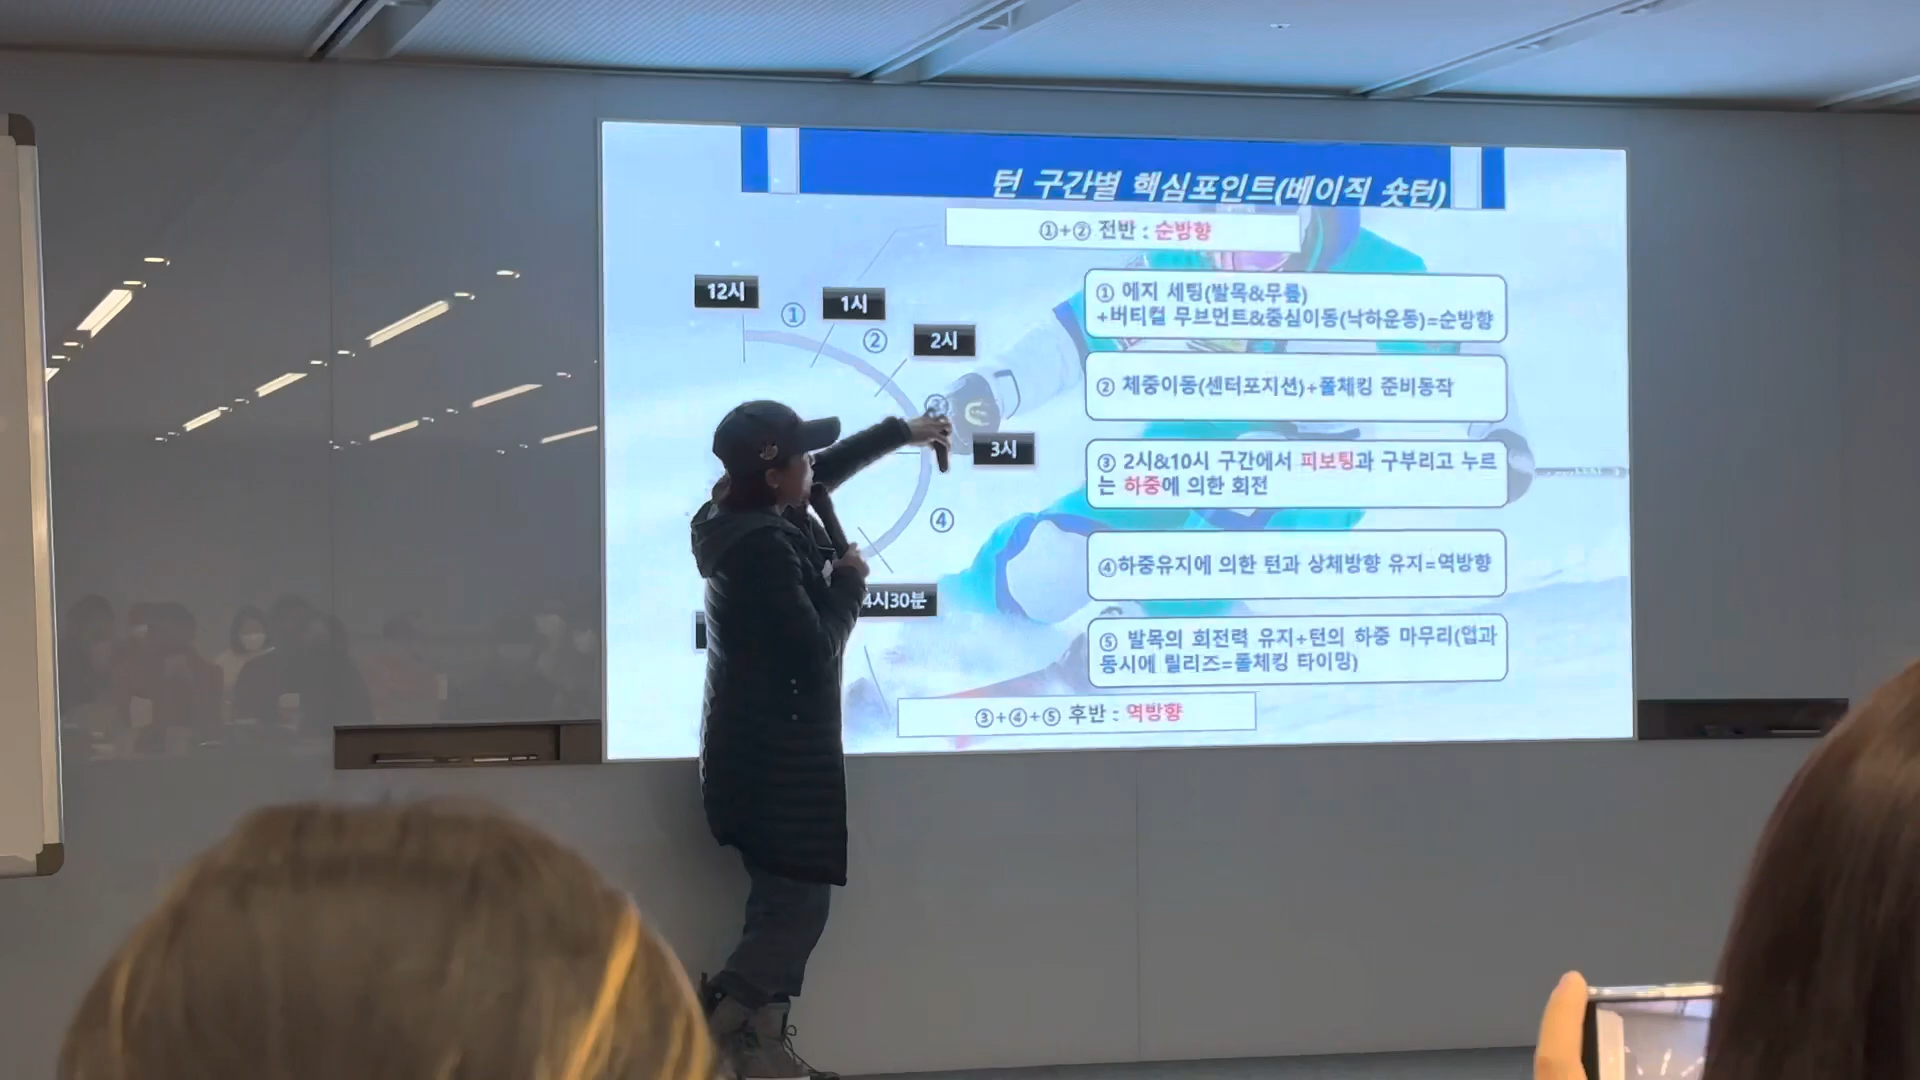 턴 구간별 핵심포인트(베이직 숏턴)
①+② 전반 : 순방향
12시
①
1시
②
2시
③
3시
④
4시30분
① 에지 세팅(발목&무릎)
+버티컬 무브먼트&중심이동(낙하운동)=순방향
② 체중이동(센터포지션)+폴체킹 준비동작
③ 2시&10시 구간에서 피보팅과 구부리고 누르
는 하중에 의한 회전
④하중유지에 의한 턴과 상체방향 유지=역방향
⑤ 발목의 회전력 유지+턴의 하중 마무리(업과
동시에 릴리즈=폴체킹 타이밍)
③+④+⑤ 후반 : 역방향